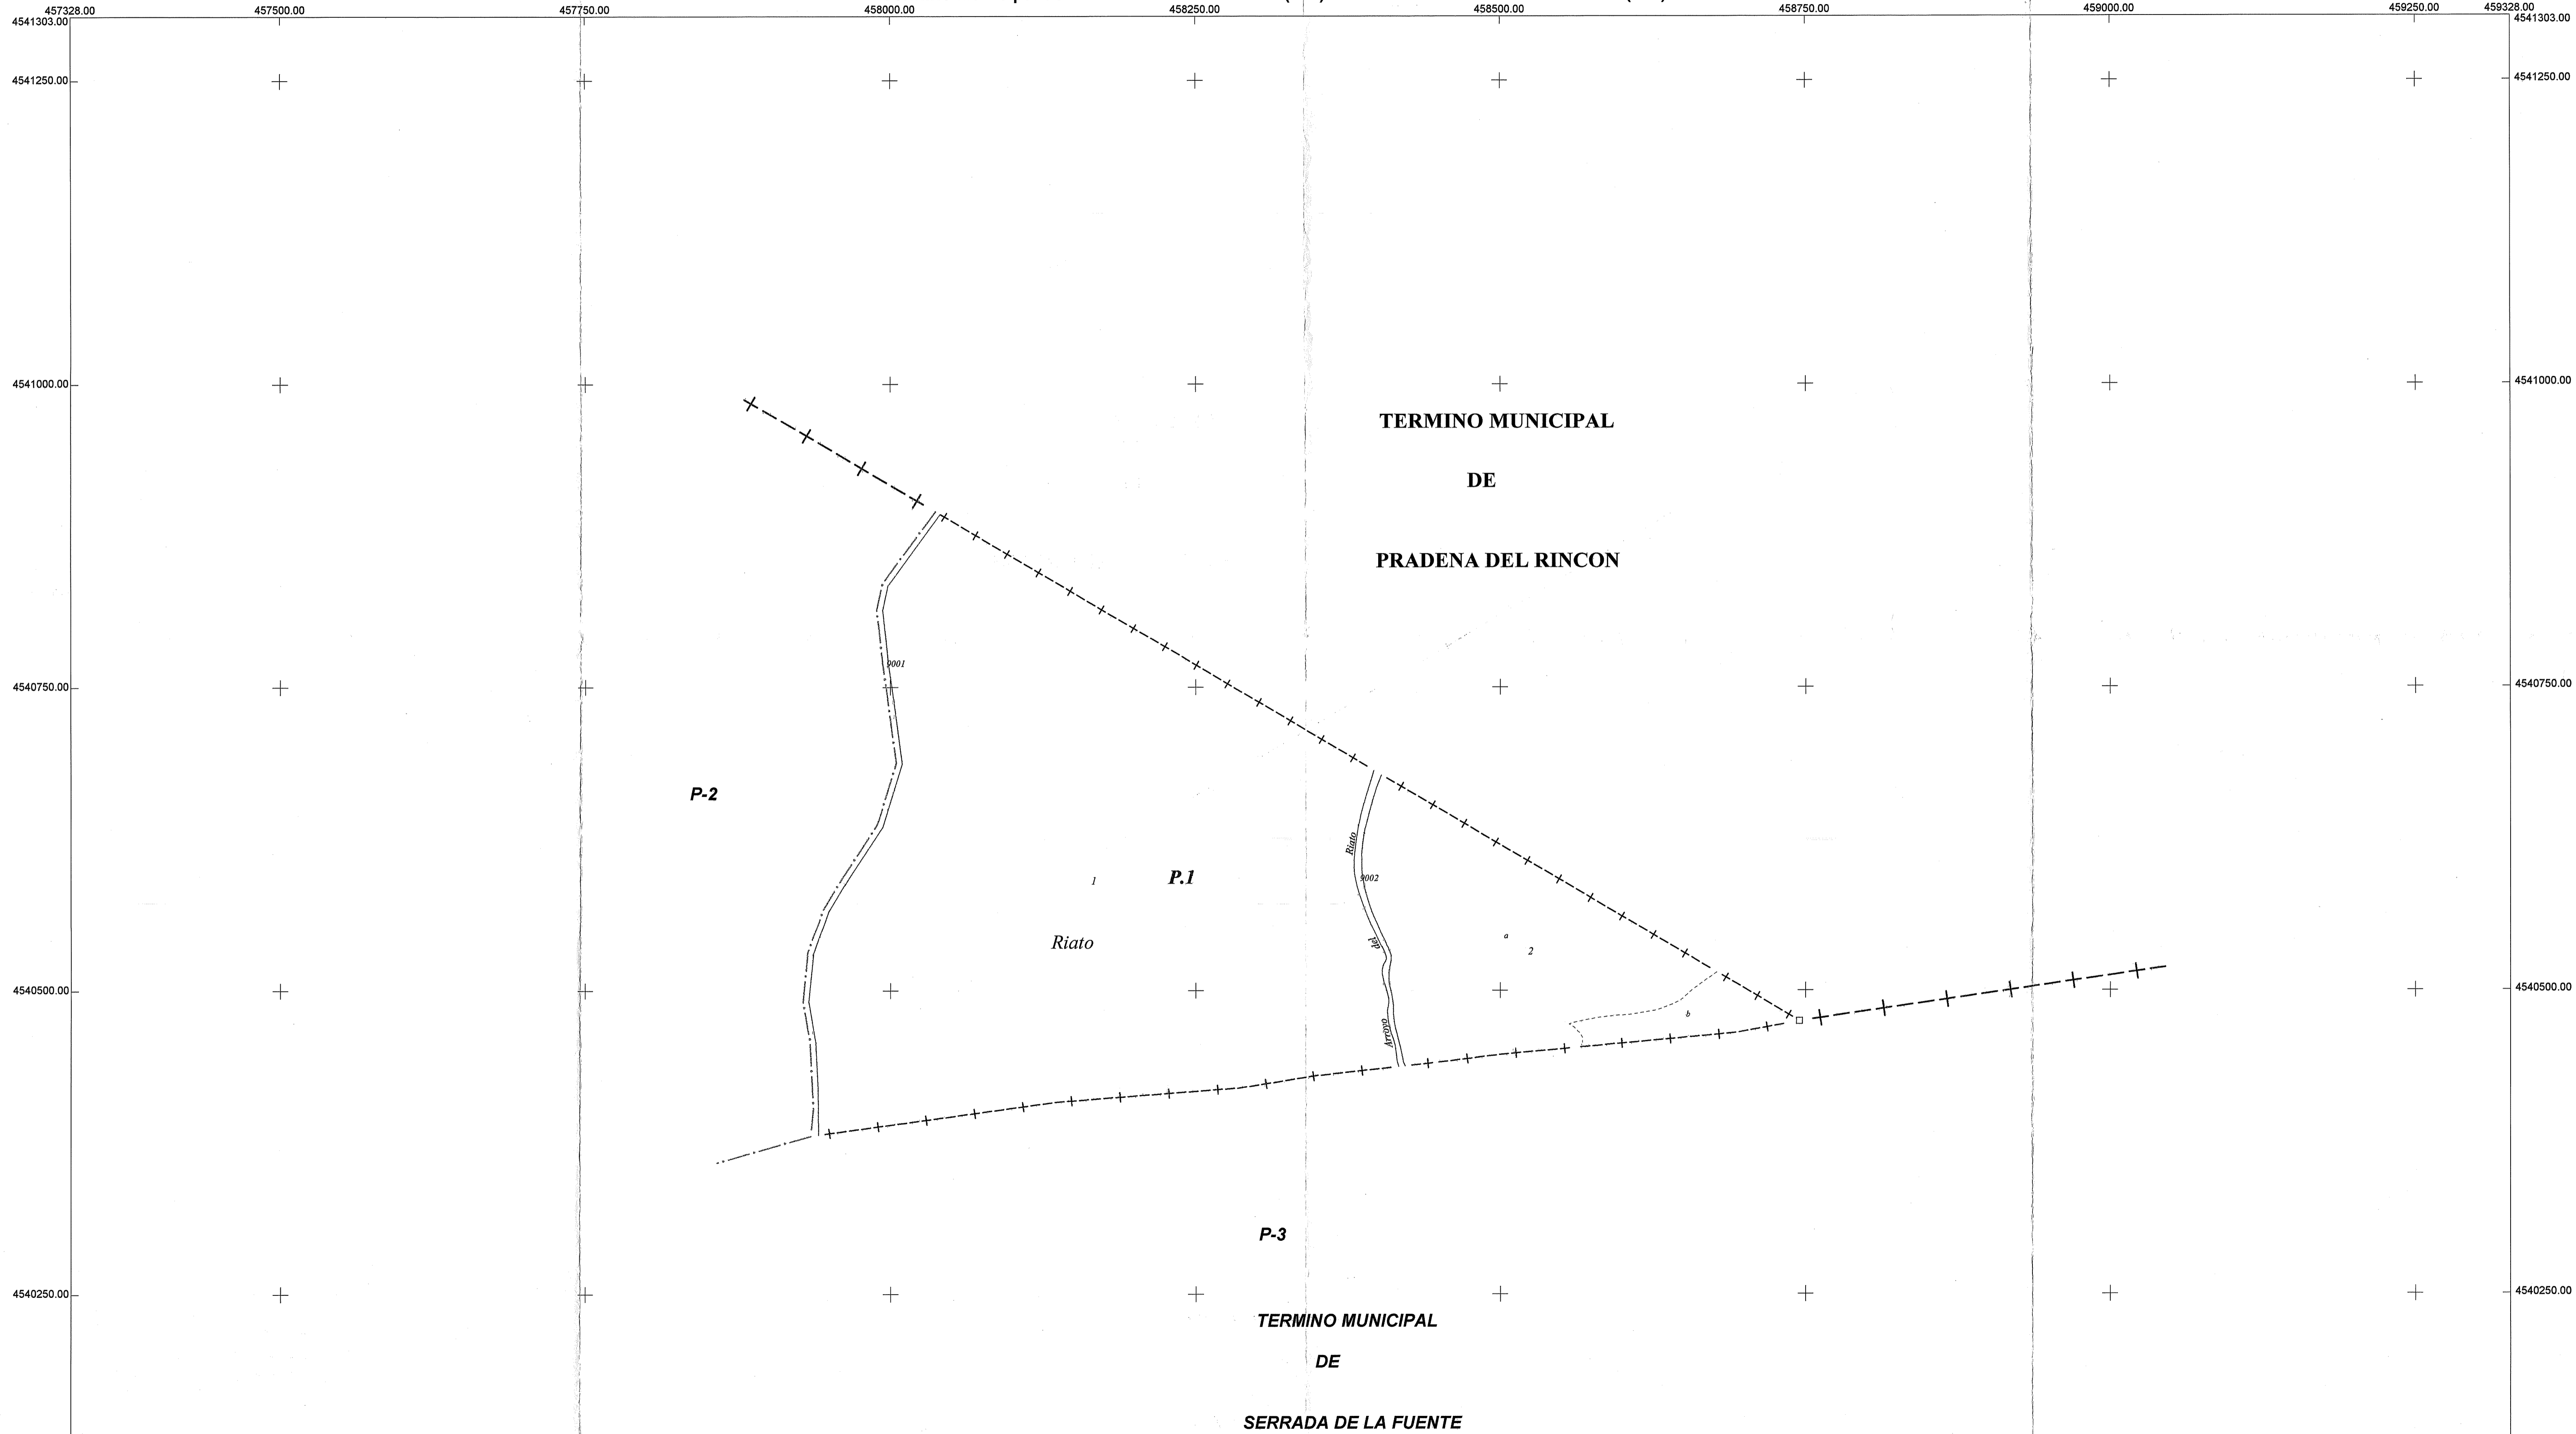 457328.00 457500.00 457750.00 458000.00 458250.00 458500.00 458750.00 459000.00 459250.00 459328.00
4541303.00 4541303.00
4541250.00 4541250.00
4541000.00 4541000.00
TERMINO MUNICIPAL
DE
PRADENA DEL RINCON
9001
4540750.00 4540750.00
P-2
Riato
1 P.1 9002
a
Riato del 2
4540500.00 4540500.00
b
Arroyo
P-3
4540250.00 4540250.00
TERMINO MUNICIPAL
DE
SERRADA DE LA FUENTE